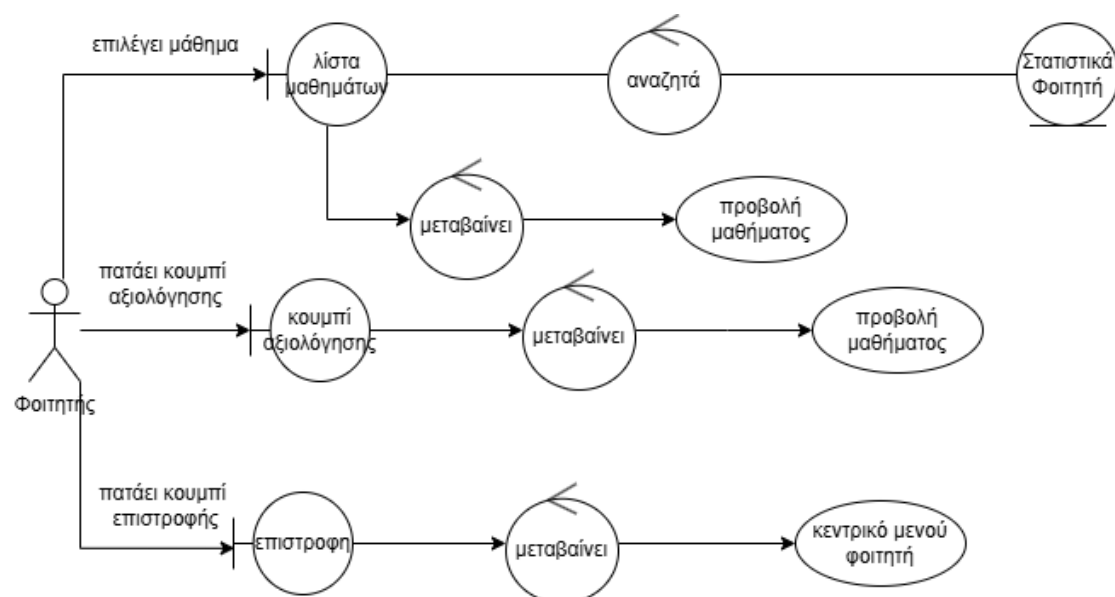 επιλέγει μάθημα
λίστα
μαθημάτων
αναζητά
Στατιστικά
Φοιτητή
μεταβαίνει
προβολή
μαθήματος
πατάει κουμπί
αξιολόγησης
κουμπί
αξιολόγησης
μεταβαίνει
προβολή
μαθήματος
Φοιτητής
πατάει κουμπί
επιστροφής
επιστροφη
μεταβαίνει
κεντρικό μενού
φοιτητή